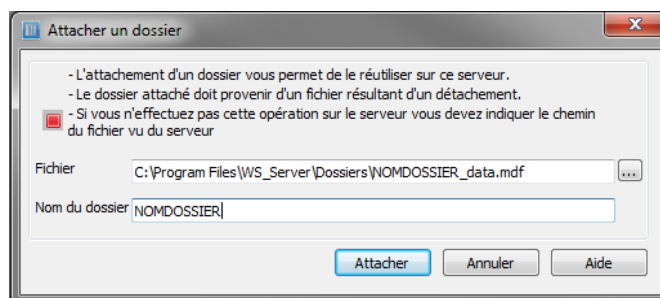 Attacher un dossier
- L'attachement d'un dossier vous permet de le réutiliser sur ce serveur.
- Le dossier attaché doit provenir d'un fichier résultant d'un détachement.
- Si vous n'effectuez pas cette opération sur le serveur vous devez indiquer le chemin
du fichier vu du serveur
Fichier C:\Program Files\WS_Server\Dossiers\NOMDOSSIER_data.mdf ...
Nom du dossier NOMDOSSIER
Attacher Annuler Aide